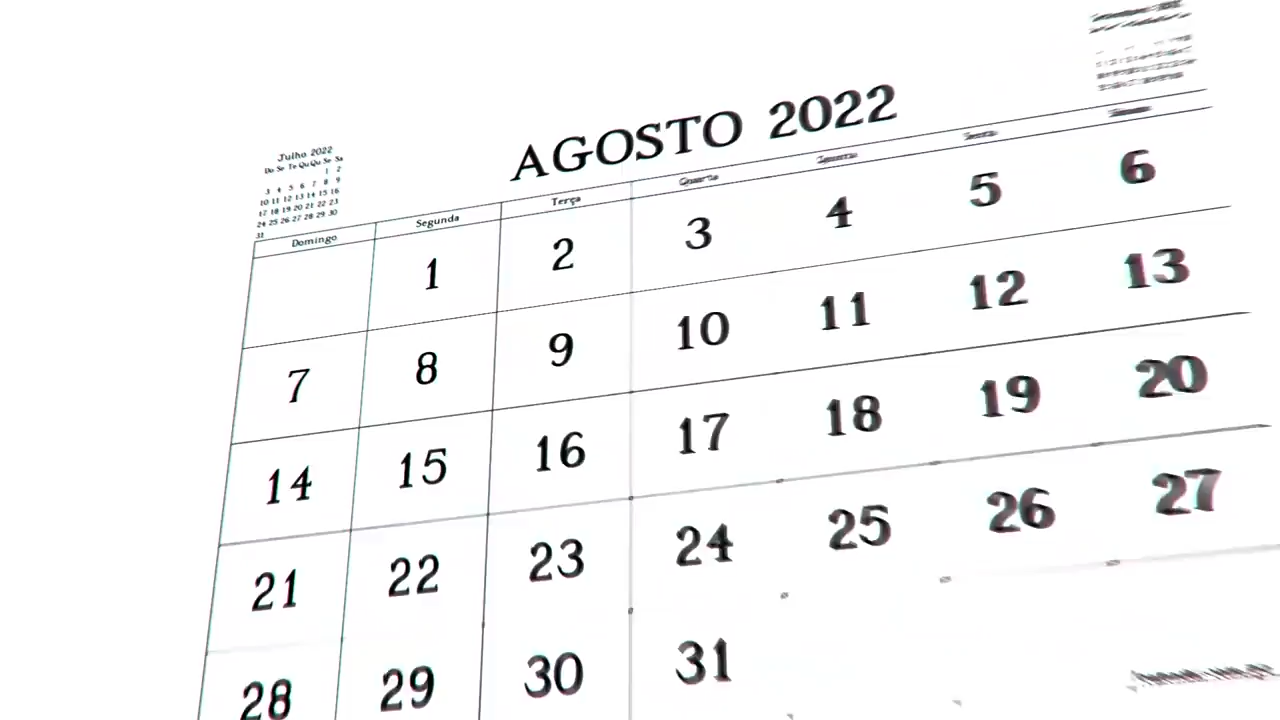 AGOSTO 2022
Julho 2022
Do Se Te Qu Qu Se Sa
1 2
3 4 5 6 7 8 9
10 11 12 13 14 15 16
17 18 19 20 21 22 23
24 25 26 27 28 29 30
31
Domingo Segunda Terça Quarta
1 2 3 4 5 6
7 8 9 10 11 12 13
14 15 16 17 18 19 20
21 22 23 24 25 26 27
28 29 30 31